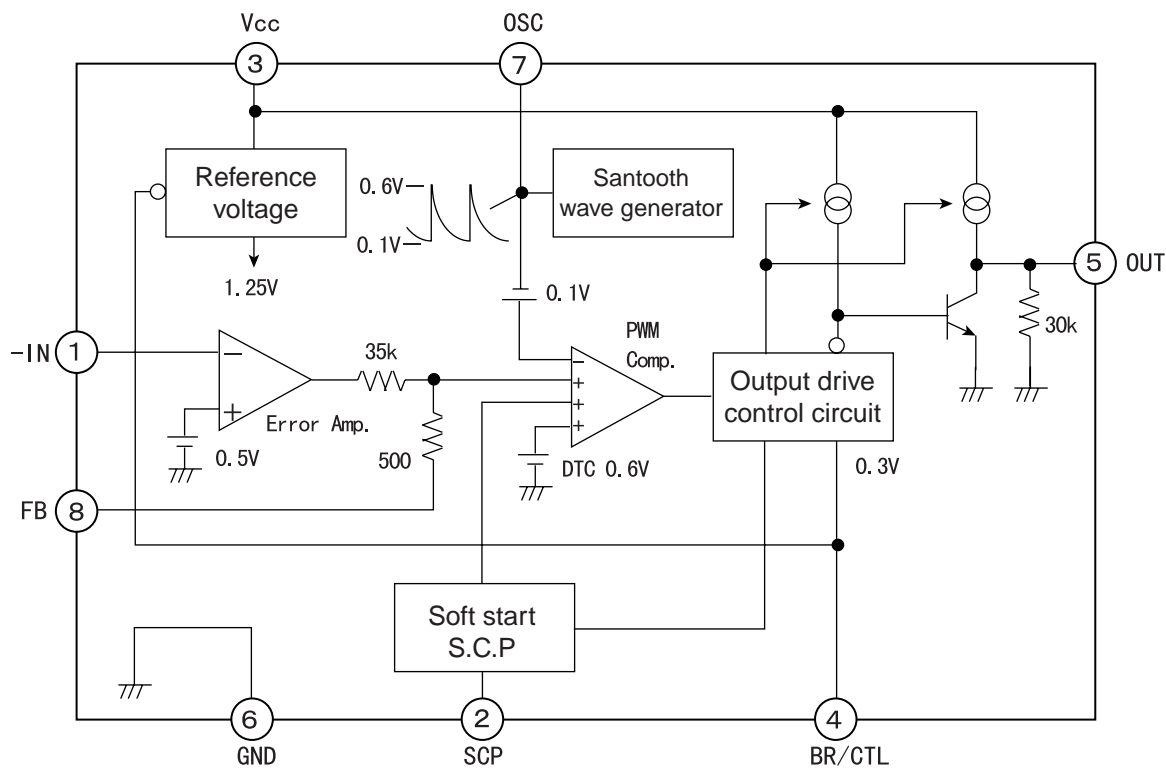 Vcc
OSC
3
7
Reference
voltage
0.6V
0.1V
Santooth
wave generator
1.25V
0.1V
5
OUT
30k
-IN
1
−
+
Error Amp.
0.5V
35k
500
PWM
Comp.
−
+
+
+
DTC 0.6V
Output drive
control circuit
0.3V
FB
8
Soft start
S.C.P
6
2
4
GND
SCP
BR/CTL